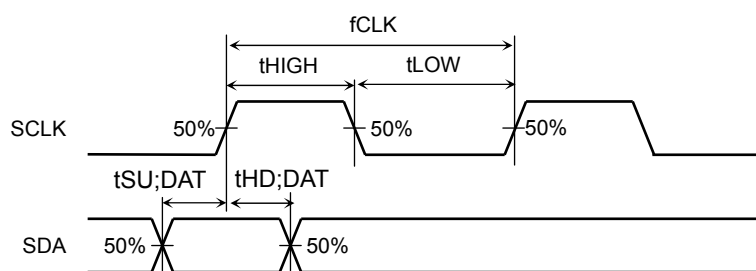 fCLK
tHIGH
tLOW
SCLK
50%
50%
50%
tSU;DAT
tHD;DAT
SDA
50%
50%